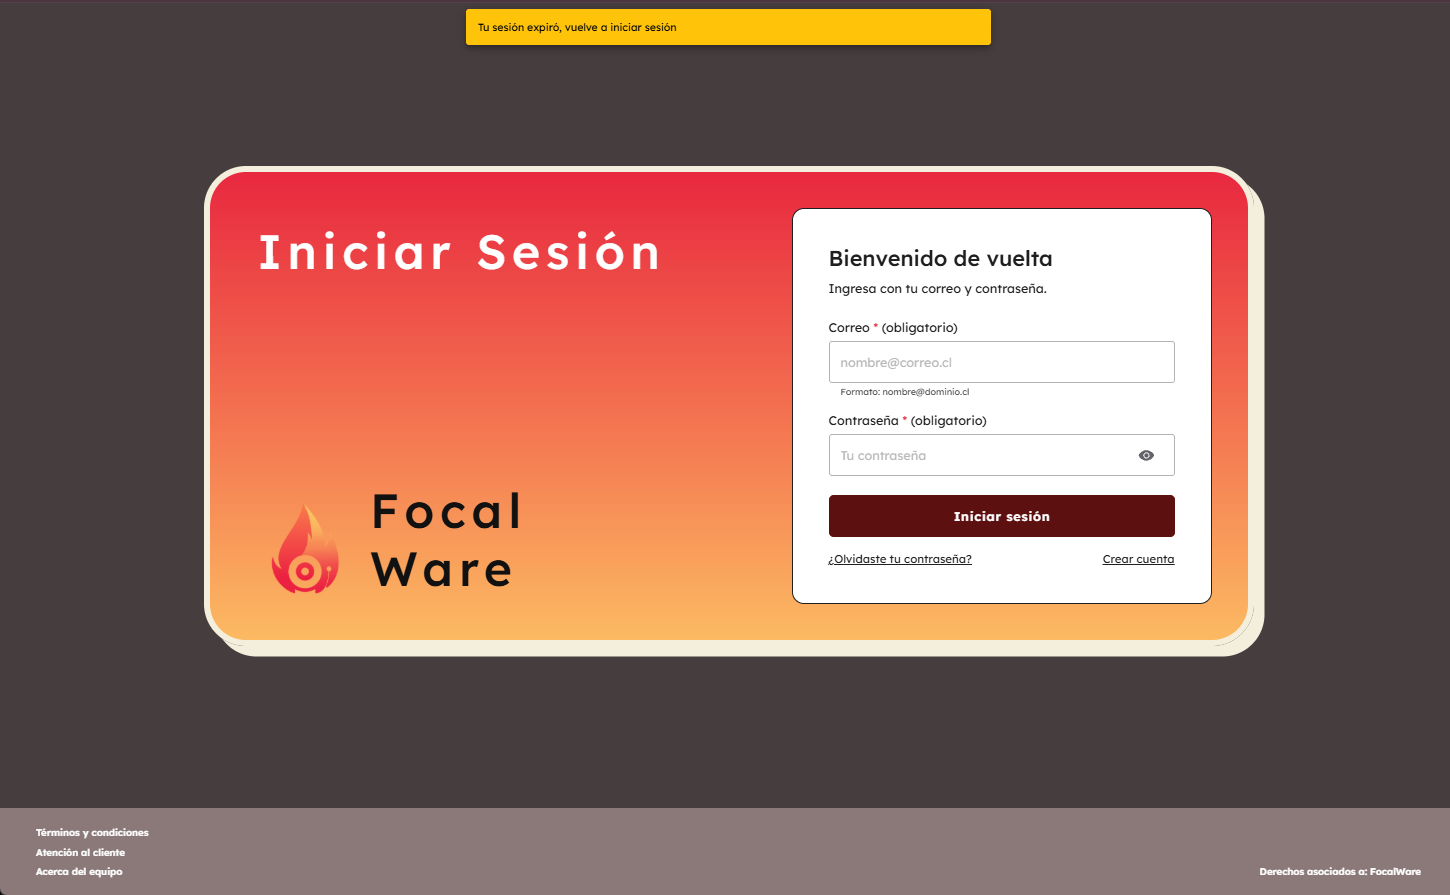 Tu sesión expiró, vuelve a iniciar sesión
Iniciar Sesión
Focal
Ware
Bienvenido de vuelta
Ingresa con tu correo y contraseña.
Correo * (obligatorio)
nombre@correo.cl
Formato: nombre@dominio.cl
Contraseña * (obligatorio)
Tu contraseña
Iniciar sesión
¿Olvidaste tu contraseña? Crear cuenta
Términos y condiciones
Atención al cliente
Acerca del equipo
Derechos asociados a: FocalWare